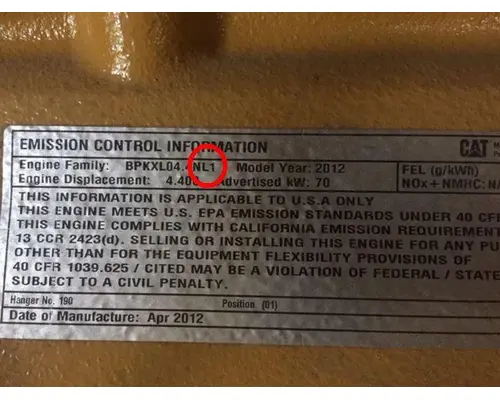 EMISSION CONTROL INFORMATION CAT
Engine Family: BPKXL04.4NL1 Model Year: 2012 FEL (g/kWh)
Engine Displacement: 4.400 Advertised kW: 70 NOx + NMHC: N/
THIS INFORMATION IS APPLICABLE TO U.S.A ONLY
THIS ENGINE MEETS U.S. EPA EMISSION STANDARDS UNDER 40 CF
THIS ENGINE COMPLIES WITH CALIFORNIA EMISSION REQUIREMENT
13 CCR 2423(d). SELLING OR INSTALLING THIS ENGINE FOR ANY PU
OTHER THAN FOR THE EQUIPMENT FLEXIBILITY PROVISIONS OF
40 CFR 1039.625 / CITED MAY BE A VIOLATION OF FEDERAL / STATE
SUBJECT TO A CIVIL PENALTY.
Hanger No. 190 Position (01)
Date of Manufacture: Apr 2012